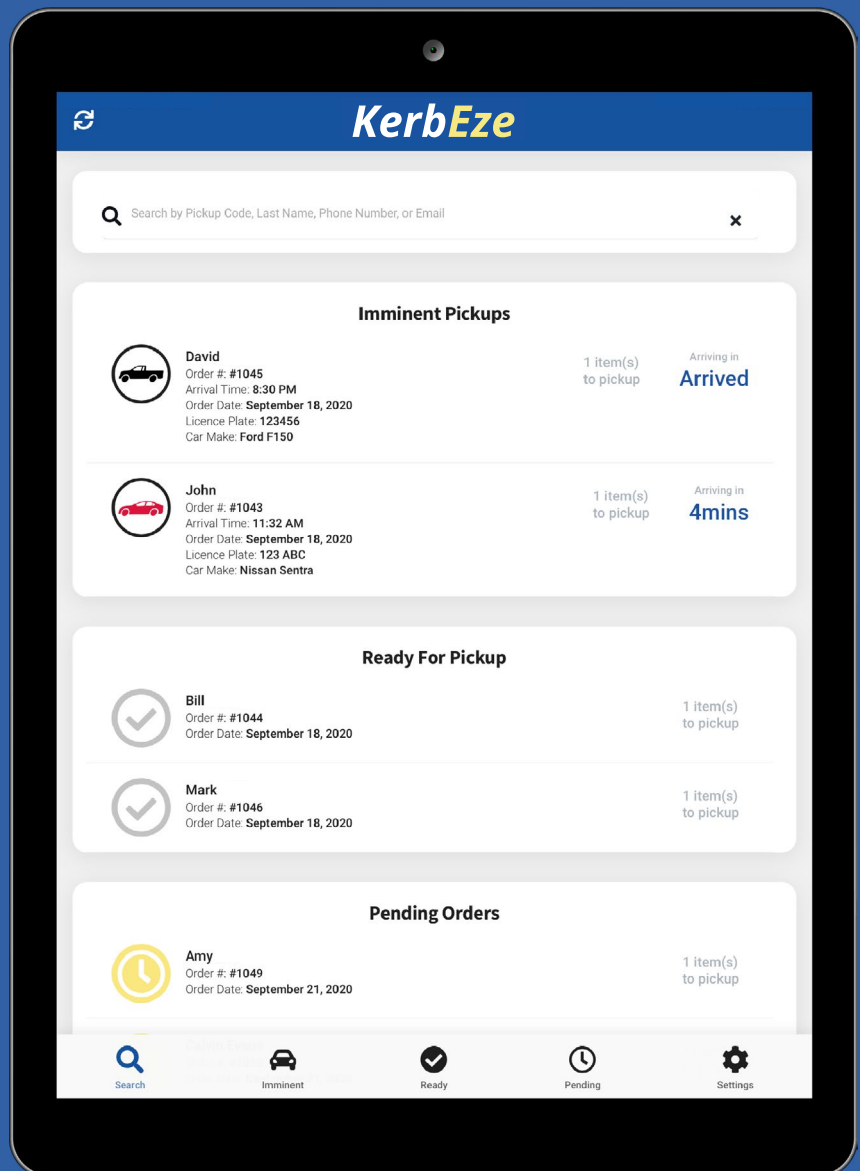 KerbEze
Search by Pickup Code, Last Name, Phone Number, or Email
Imminent Pickups
David
Order #: #1045
Arrival Time: 8:30 PM
Order Date: September 18, 2020
Licence Plate: 123456
Car Make: Ford F150
1 item(s)
to pickup
Arriving in
Arrived
John
Order #: #1043
Arrival Time: 11:32 AM
Order Date: September 18, 2020
Licence Plate: 123 ABC
Car Make: Nissan Sentra
1 item(s)
to pickup
Arriving in
4mins
Ready For Pickup
Bill
Order #: #1044
Order Date: September 18, 2020
1 item(s)
to pickup
Mark
Order #: #1046
Order Date: September 18, 2020
1 item(s)
to pickup
Pending Orders
Amy
Order #: #1049
Order Date: September 21, 2020
1 item(s)
to pickup
Search
Imminent
Ready
Pending
Settings